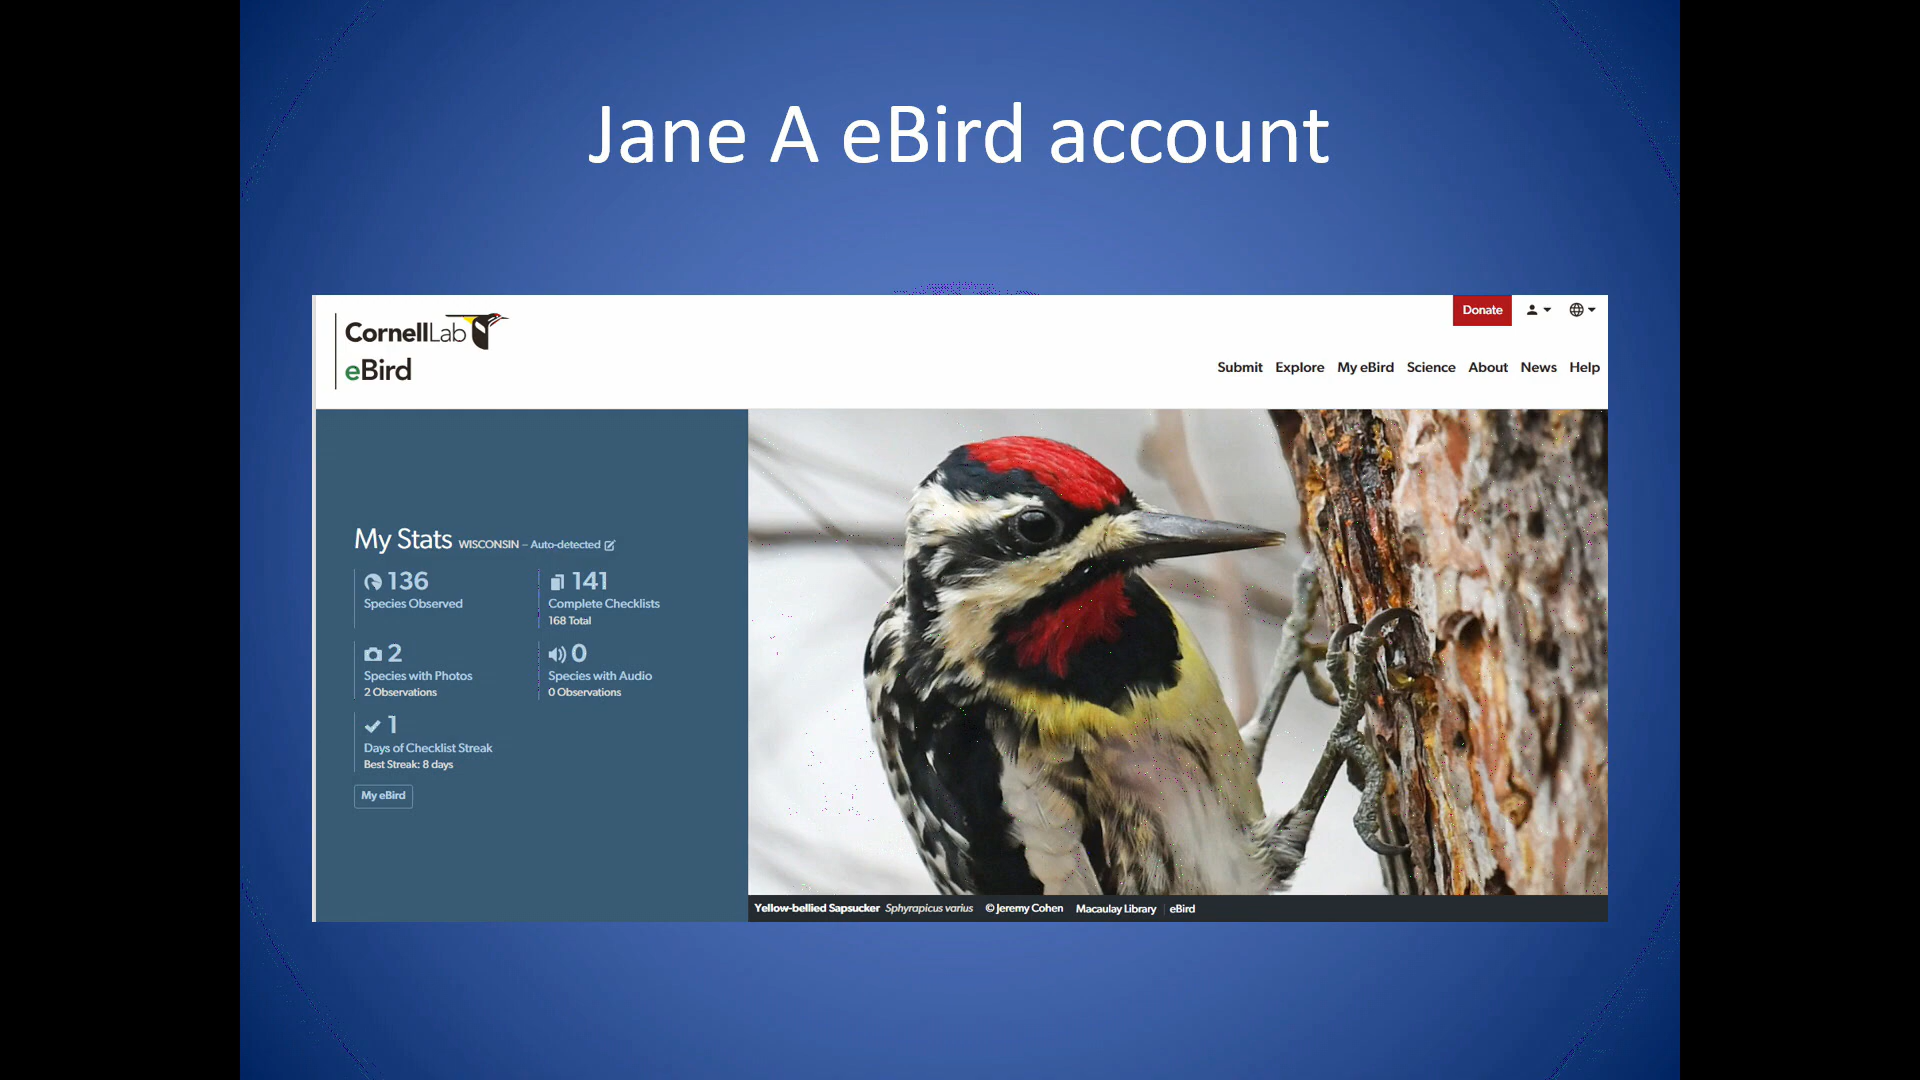 Jane A eBird account
Donate
CornellLab
eBird
Submit Explore My eBird Science About News Help
My Stats WISCONSIN – Auto-detected
136
Species Observed
141
Complete Checklists
168 Total
2
Species with Photos
2 Observations
0
Species with Audio
0 Observations
1
Days of Checklist Streak
Best Streak: 8 days
My eBird
Yellow-bellied Sapsucker Sphyrapicus varius © Jeremy Cohen Macaulay Library | eBird